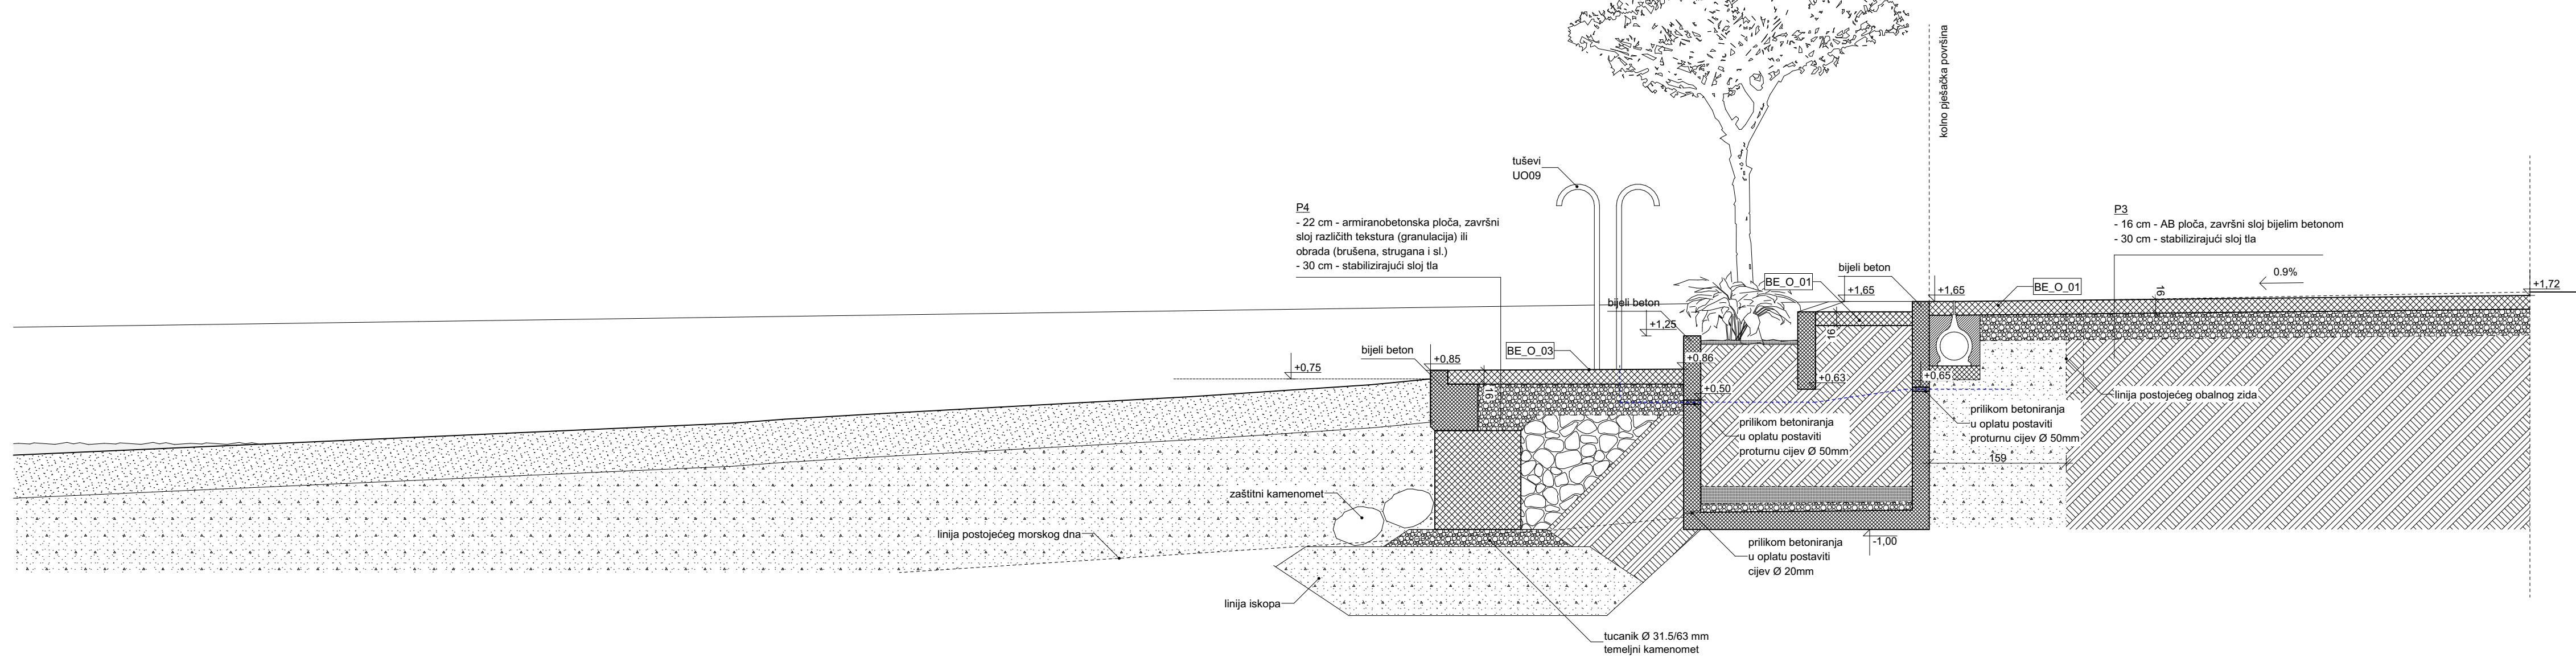 kolno pješačka površina
tuševi
UO09
P4
- 22 cm - armiranobetonska ploča, završni
sloj različitih tekstura (granulacija) ili
obrada (brušena, strugana i sl.)
- 30 cm - stabilizirajući sloj tla
P3
- 16 cm - AB ploča, završni sloj bijelim betonom
- 30 cm - stabilizirajući sloj tla
bijeli beton
BE_O_01
+1,65
+1,65
BE_O_01
0.9%
+1,72
16
bijeli beton
+1,25
16
bijeli beton
+0,85
BE_O_03
+0,86
+0,75
+0,63
+0,65
16
+0,50
linija postojećeg obalnog zida
prilikom betoniranja
u oplatu postaviti
proturnu cijev Ø 50mm
prilikom betoniranja
u oplatu postaviti
proturnu cijev Ø 50mm
159
zaštitni kamenomet
linija postojećeg morskog dna
-1,00
prilikom betoniranja
u oplatu postaviti
cijev Ø 20mm
linija iskopa
tucanik Ø 31.5/63 mm
temeljni kamenomet